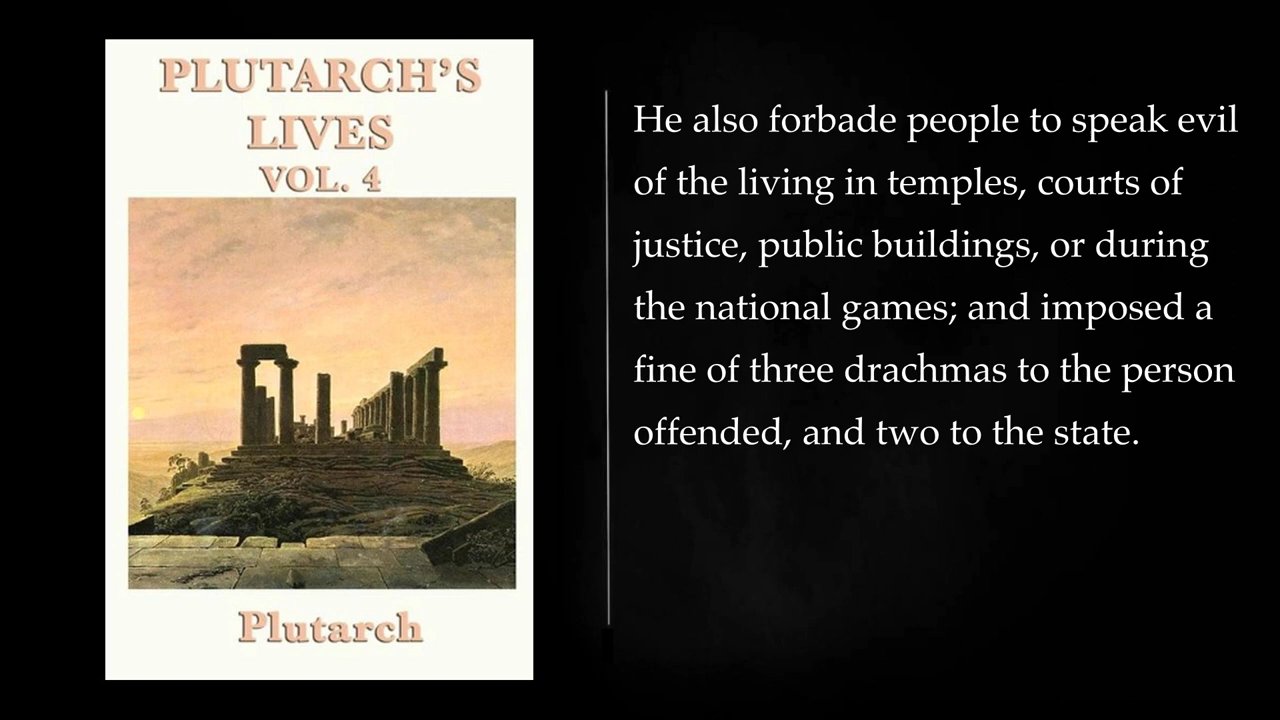 PLUTARCH'S
LIVES
VOL. 4
Plutarch
He also forbade people to speak evil
of the living in temples, courts of
justice, public buildings, or during
the national games; and imposed a
fine of three drachmas to the person
offended, and two to the state.